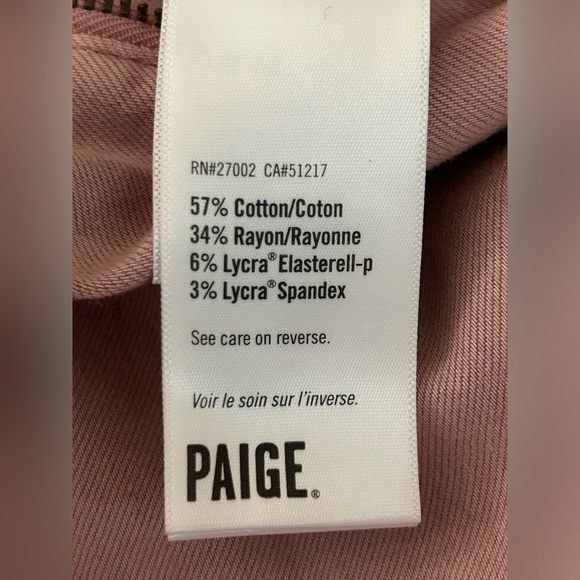 RN#27002 CA#51217
57% Cotton/Coton
34% Rayon/Rayonne
6% Lycra® Elasterell-p
3% Lycra® Spandex
See care on reverse.
Voir le soin sur l'inverse.
PAIGE®